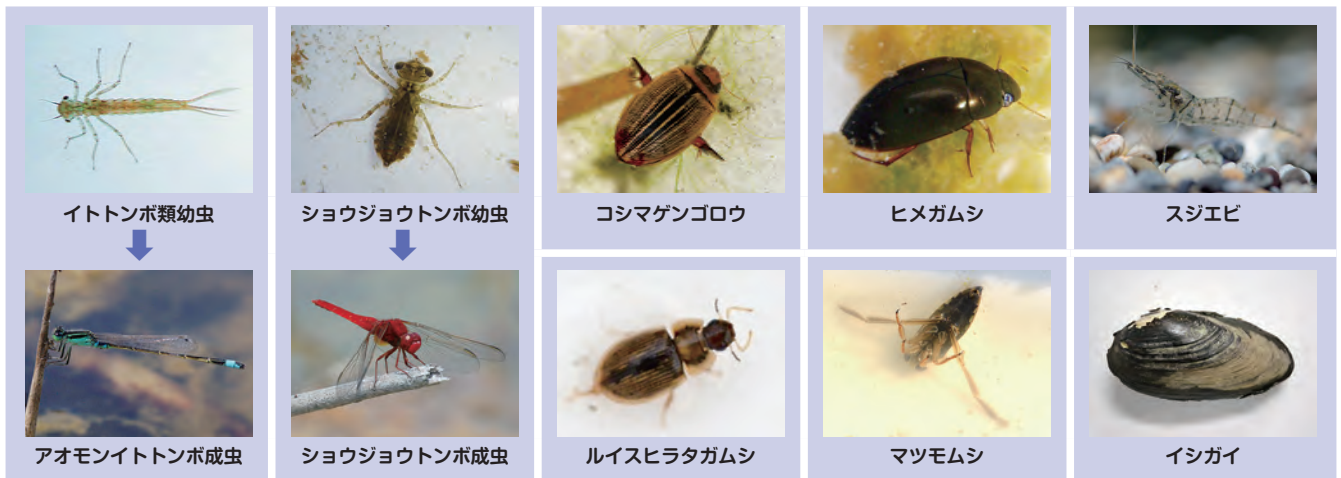 イトトンボ類幼虫
ショウジョウトンボ幼虫
コシマゲンゴロウ
ヒメガムシ
スジエビ
アオモンイトトンボ成虫
ショウジョウトンボ成虫
ルイスヒラタガムシ
マツモムシ
イシガイ